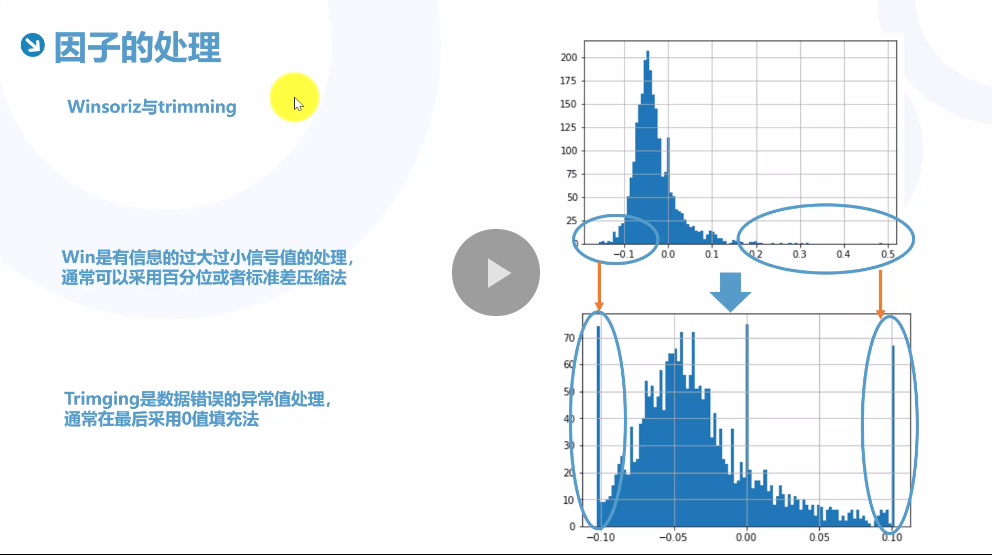 因子的处理
Winsoriz与trimming
Win是有信息的过大过小信号值的处理，
通常可以采用百分位或者标准差压缩法
Trimging是数据错误的异常值处理，
通常在最后采用0值填充法
200
175
150
125
100
75
50
25
0
−0.1 0.0 0.1 0.2 0.3 0.4 0.5
70
60
50
40
30
20
10
0
−0.10 −0.05 0.00 0.05 0.10